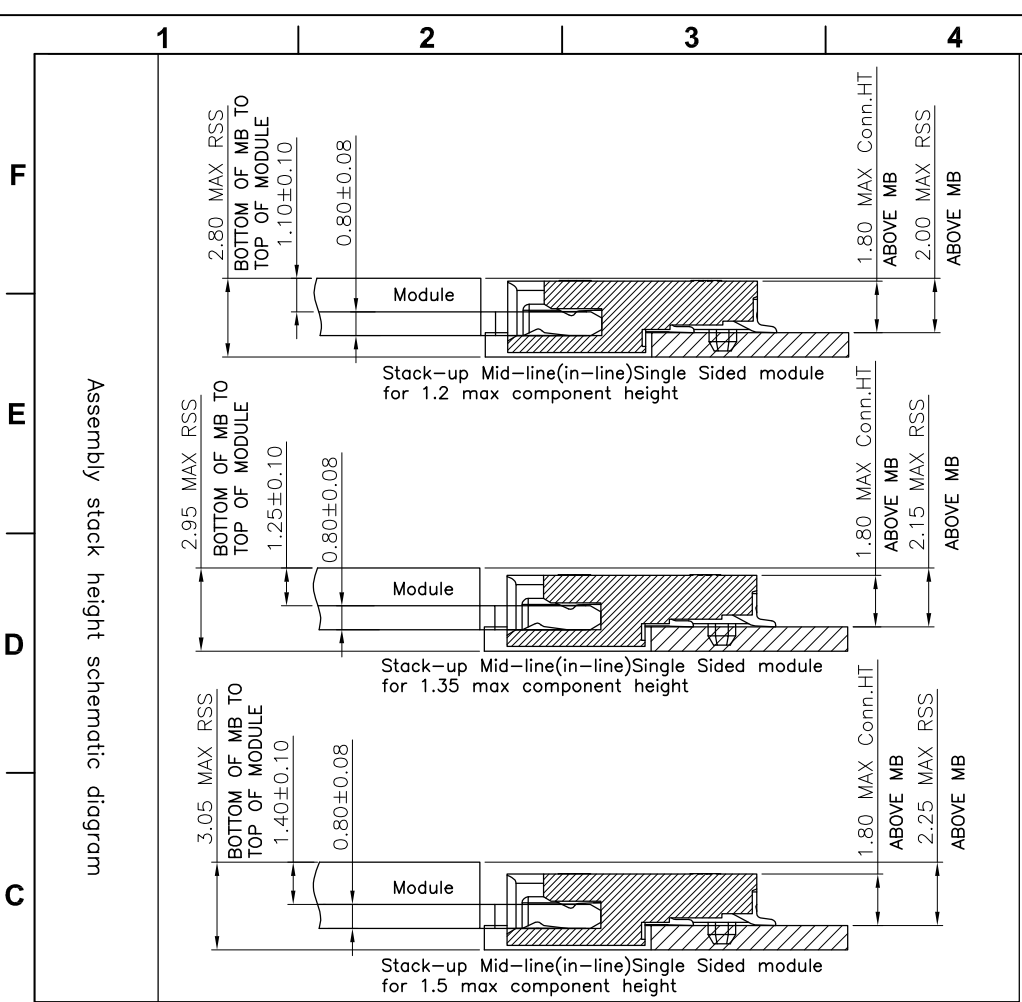 1 2 3 4
F
E
D
C
Assembly stack height schematic diagram
2.80 MAX RSS
BOTTOM OF MB TO
TOP OF MODULE
1.10±0.10
0.80±0.08
1.80 MAX Conn.HT
ABOVE MB
2.00 MAX RSS
ABOVE MB
Module
Stack-up Mid-line(in-line)Single Sided module
for 1.2 max component height
2.95 MAX RSS
BOTTOM OF MB TO
TOP OF MODULE
1.25±0.10
0.80±0.08
1.80 MAX Conn.HT
ABOVE MB
2.15 MAX RSS
ABOVE MB
Module
Stack-up Mid-line(in-line)Single Sided module
for 1.35 max component height
3.05 MAX RSS
BOTTOM OF MB TO
TOP OF MODULE
1.40±0.10
0.80±0.08
1.80 MAX Conn.HT
ABOVE MB
2.25 MAX RSS
ABOVE MB
Module
Stack-up Mid-line(in-line)Single Sided module
for 1.5 max component height